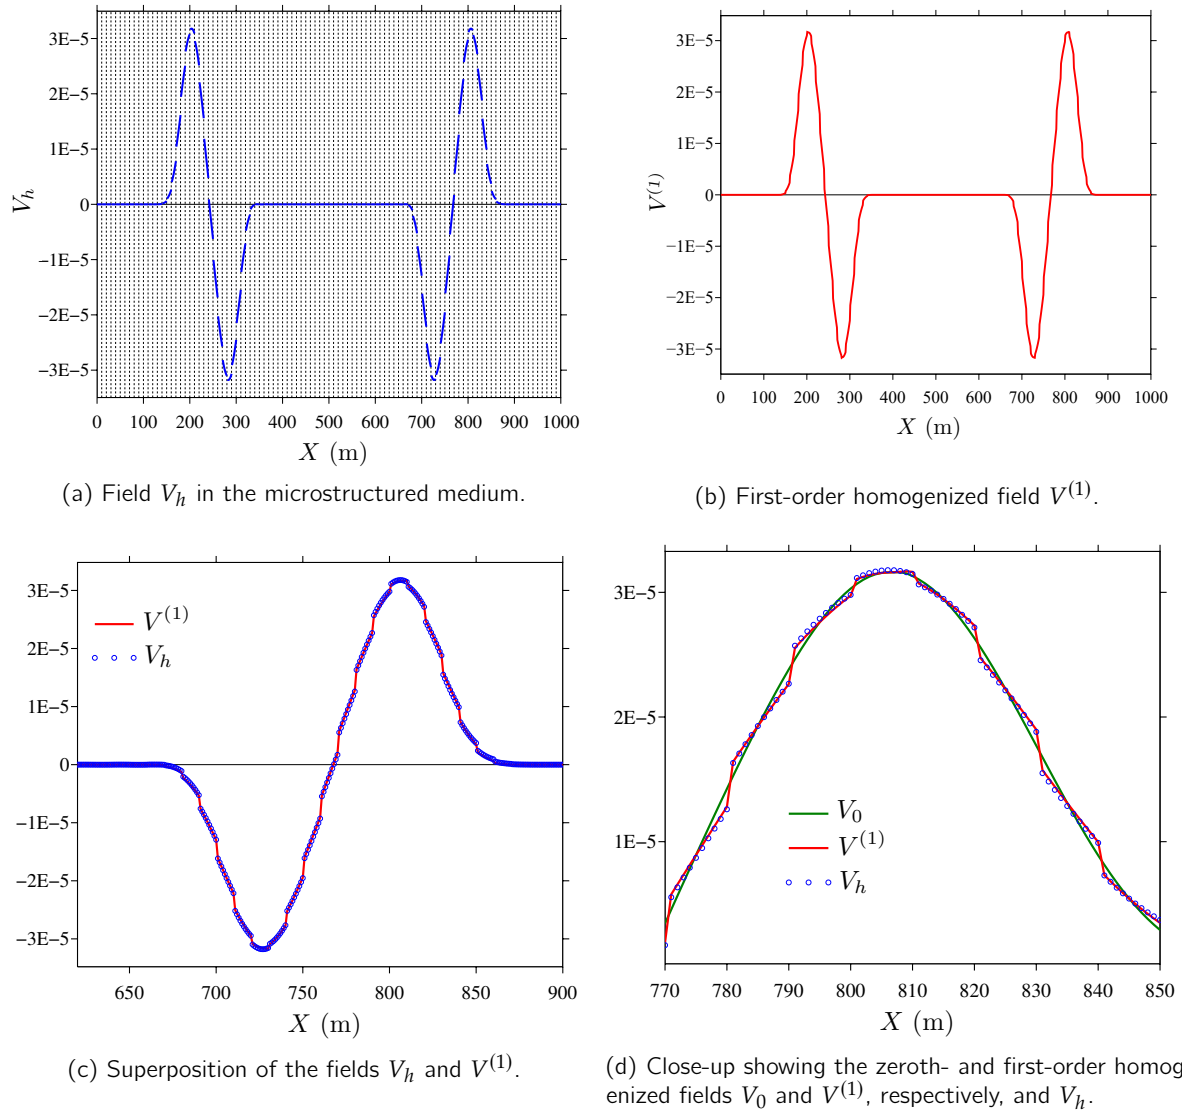 3E-5
2E-5
1E-5
0
−1E-5
−2E-5
−3E-5
V_h
0 100 200 300 400 500 600 700 800 900 1000
X (m)
(a) Field V_h in the microstructured medium.
3E-5
2E-5
1E-5
0
−1E-5
−2E-5
−3E-5
V^(1)
0 100 200 300 400 500 600 700 800 900 1000
X (m)
(b) First-order homogenized field V^(1).
3E-5
2E-5
1E-5
0
−1E-5
−2E-5
−3E-5
V^(1)
V_h
650 700 750 800 850 900
X (m)
(c) Superposition of the fields V_h and V^(1).
3E-5
2E-5
1E-5
V_0
V^(1)
V_h
770 780 790 800 810 820 830 840 850
X (m)
(d) Close-up showing the zeroth- and first-order homog
enized fields V_0 and V^(1), respectively, and V_h.